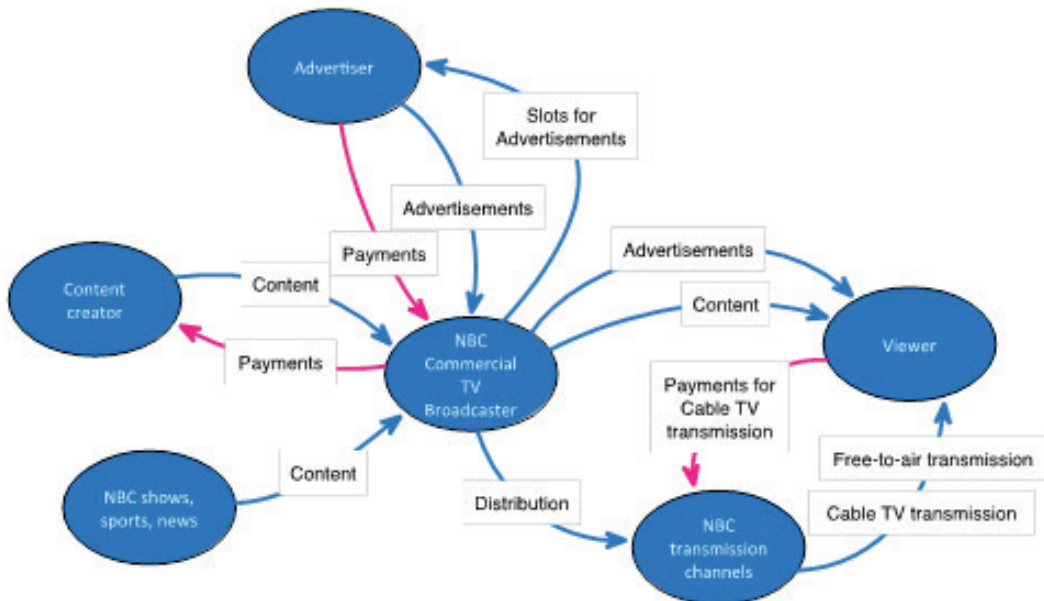 Advertiser
Slots for
Advertisements
Advertisements
Payments
Advertisements
Content
creator
Content
Content
Payments
NBC
Commercial
TV
Broadcaster
Viewer
Payments for
Cable TV
transmission
Content
NBC shows,
sports, news
Distribution
Free-to-air transmission
Cable TV transmission
NBC
transmission
channels